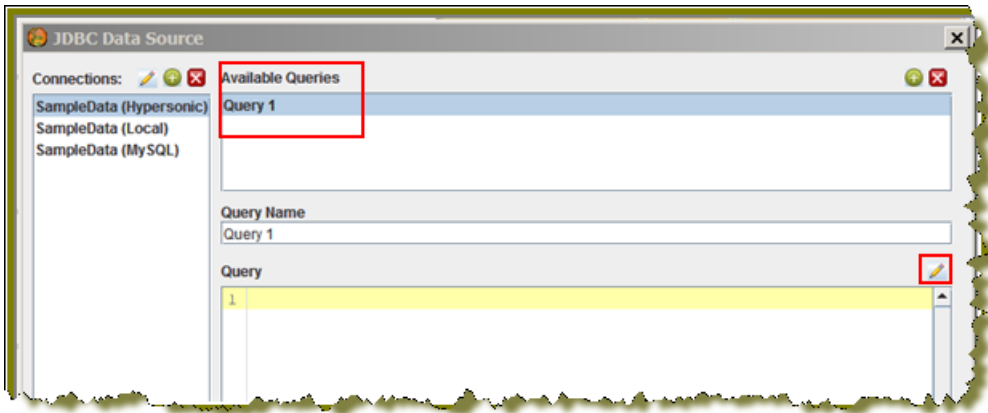 JDBC Data Source
Connections:
SampleData (Hypersonic)
SampleData (Local)
SampleData (MySQL)
Available Queries
Query 1
Query Name
Query 1
Query
1